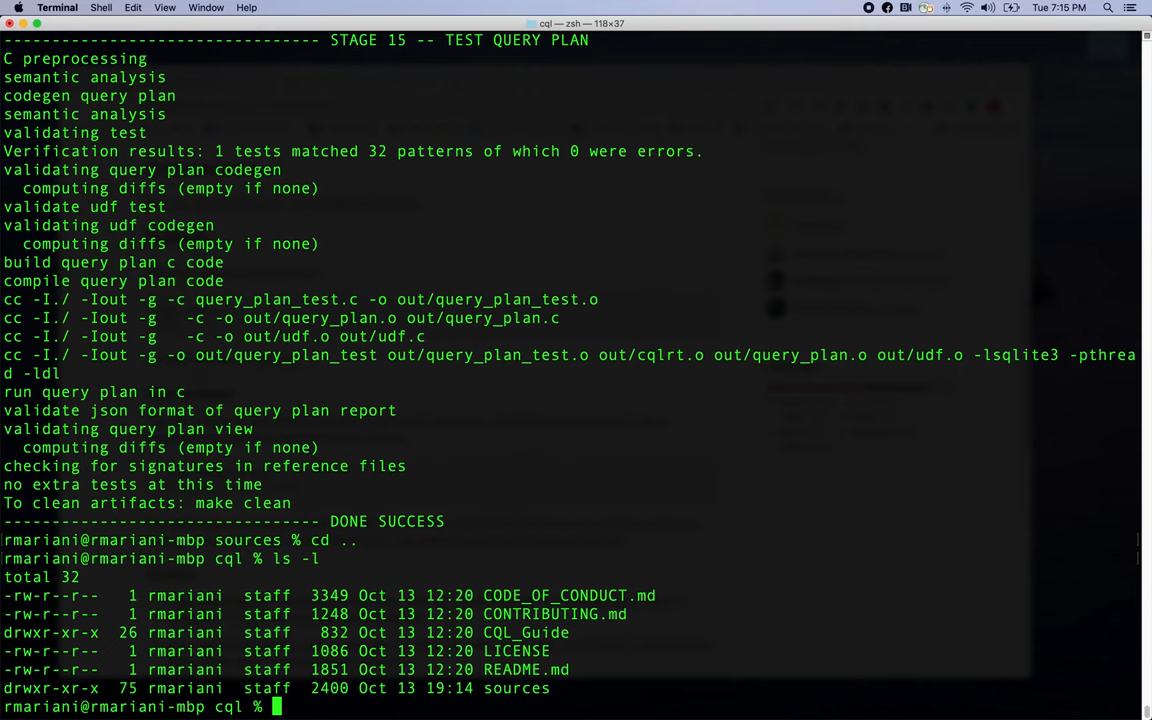 Terminal Shell Edit View Window Help Tue 7:15 PM
cql — zsh — 118×37
-------------------------------- STAGE 15 -- TEST QUERY PLAN
C preprocessing
semantic analysis
codegen query plan
semantic analysis
validating test
Verification results: 1 tests matched 32 patterns of which 0 were errors.
validating query plan codegen
  computing diffs (empty if none)
validate udf test
validating udf codegen
  computing diffs (empty if none)
build query plan c code
compile query plan code
cc -I./ -Iout -g -c query_plan_test.c -o out/query_plan_test.o
cc -I./ -Iout -g   -c -o out/query_plan.o out/query_plan.c
cc -I./ -Iout -g   -c -o out/udf.o out/udf.c
cc -I./ -Iout -g -o out/query_plan_test out/query_plan_test.o out/cqlrt.o out/query_plan.o out/udf.o -lsqlite3 -pthrea
d -ldl
run query plan in c
validate json format of query plan report
validating query plan view
  computing diffs (empty if none)
checking for signatures in reference files
no extra tests at this time
To clean artifacts: make clean
-------------------------------- DONE SUCCESS
rmariani@rmariani-mbp sources % cd ..
rmariani@rmariani-mbp cql % ls -l
total 32
-rw-r--r--   1 rmariani  staff  3349 Oct 13 12:20 CODE_OF_CONDUCT.md
-rw-r--r--   1 rmariani  staff  1248 Oct 13 12:20 CONTRIBUTING.md
drwxr-xr-x  26 rmariani  staff   832 Oct 13 12:20 CQL_Guide
-rw-r--r--   1 rmariani  staff  1086 Oct 13 12:20 LICENSE
-rw-r--r--   1 rmariani  staff  1851 Oct 13 12:20 README.md
drwxr-xr-x  75 rmariani  staff  2400 Oct 13 19:14 sources
rmariani@rmariani-mbp cql %